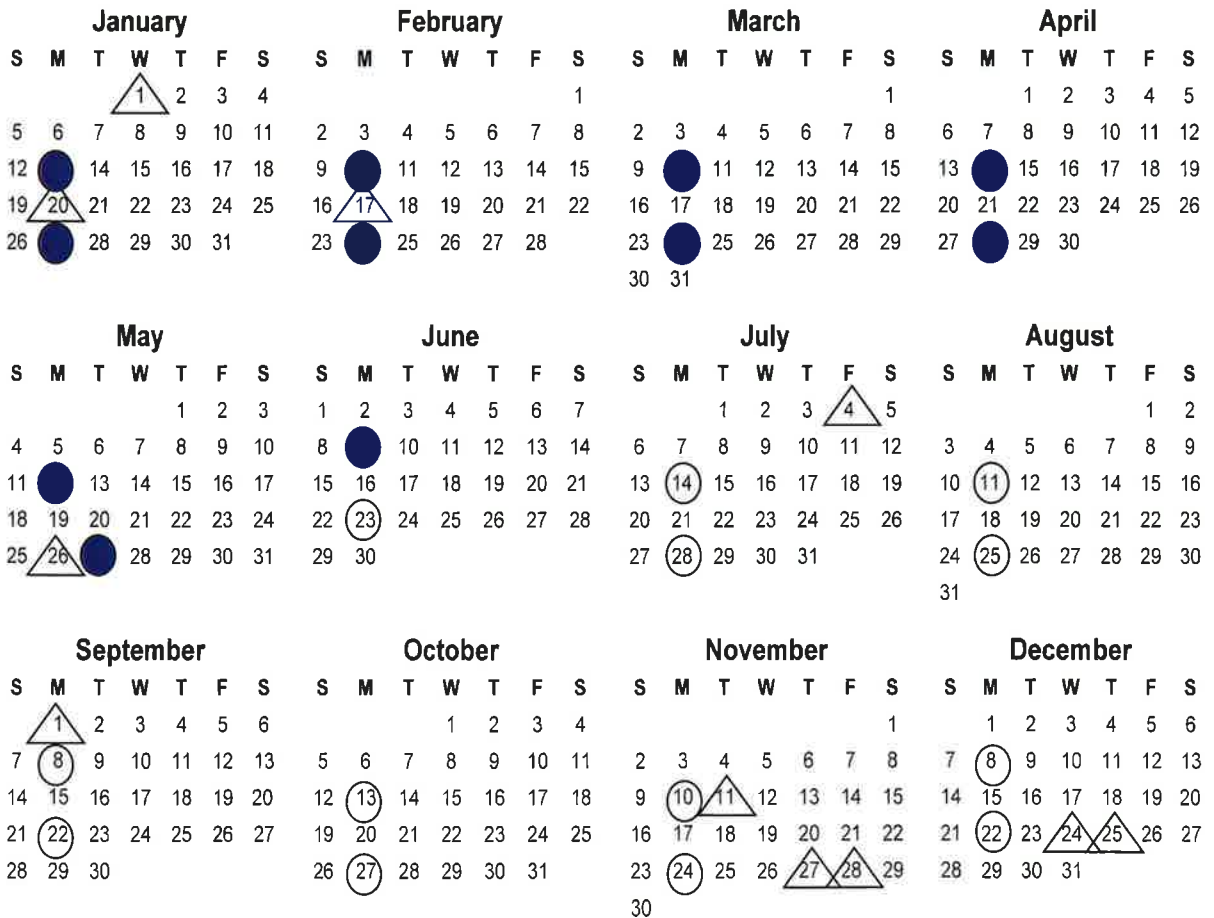 January
S M T W T F S
1 2 3 4
5 6 7 8 9 10 11
12 14 15 16 17 18
19 20 21 22 23 24 25
26 28 29 30 31
February
S M T W T F S
1
2 3 4 5 6 7 8
9 11 12 13 14 15
16 17 18 19 20 21 22
23 25 26 27 28
March
S M T W T F S
1
2 3 4 5 6 7 8
9 11 12 13 14 15
16 17 18 19 20 21 22
23 25 26 27 28 29
30 31
April
S M T W T F S
1 2 3 4 5
6 7 8 9 10 11 12
13 15 16 17 18 19
20 21 22 23 24 25 26
27 29 30
May
S M T W T F S
1 2 3
4 5 6 7 8 9 10
11 13 14 15 16 17
18 19 20 21 22 23 24
25 26 28 29 30 31
June
S M T W T F S
1 2 3 4 5 6 7
8 10 11 12 13 14
15 16 17 18 19 20 21
22 23 24 25 26 27 28
29 30
July
S M T W T F S
1 2 3 4 5
6 7 8 9 10 11 12
13 14 15 16 17 18 19
20 21 22 23 24 25 26
27 28 29 30 31
August
S M T W T F S
1 2
3 4 5 6 7 8 9
10 11 12 13 14 15 16
17 18 19 20 21 22 23
24 25 26 27 28 29 30
31
September
S M T W T F S
1 2 3 4 5 6
7 8 9 10 11 12 13
14 15 16 17 18 19 20
21 22 23 24 25 26 27
28 29 30
October
S M T W T F S
1 2 3 4
5 6 7 8 9 10 11
12 13 14 15 16 17 18
19 20 21 22 23 24 25
26 27 28 29 30 31
November
S M T W T F S
1
2 3 4 5 6 7 8
9 10 11 12 13 14 15
16 17 18 19 20 21 22
23 24 25 26 27 28 29
30
December
S M T W T F S
1 2 3 4 5 6
7 8 9 10 11 12 13
14 15 16 17 18 19 20
21 22 23 24 25 26 27
28 29 30 31